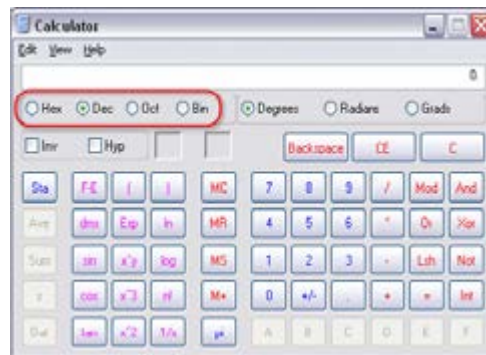 Calculator
Edit View Help
0
Hex Dec Oct Bin Degrees Radians Grads
Inv Hyp Backspace CE C
Sta F-E ( ) MC 7 8 9 / Mod And
Ave dms Exp ln MR 4 5 6 * Or Xor
Sum sin x^y log MS 1 2 3 - Lsh Not
s cos x^3 n! M+ 0 +/- . + = Int
Dat tan x^2 1/x pi A B C D E F